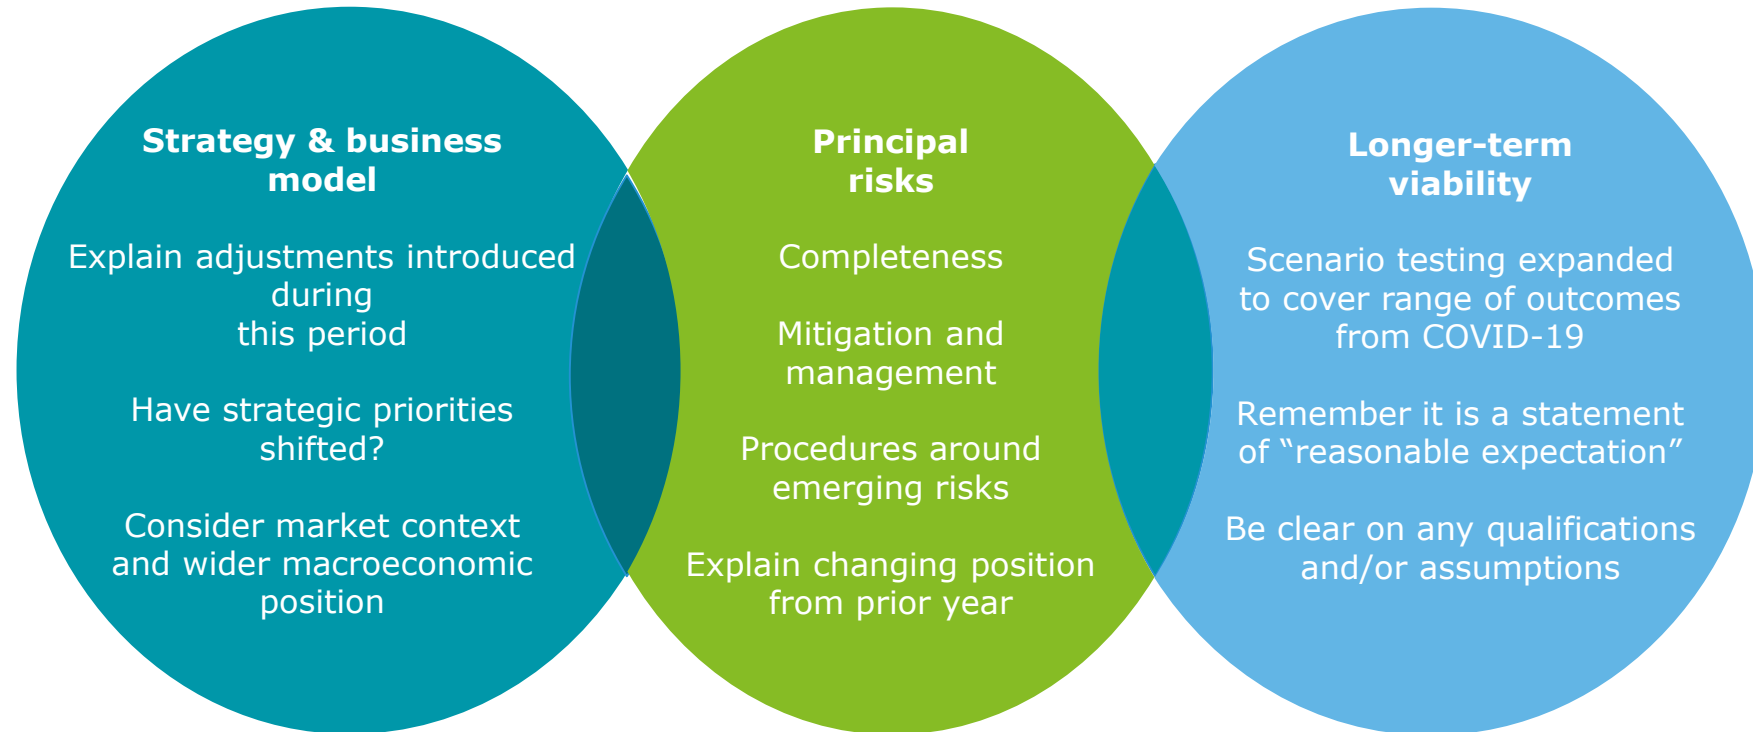 Strategy & business
model
Explain adjustments introduced
during
this period
Have strategic priorities
shifted?
Consider market context
and wider macroeconomic
position
Principal
risks
Completeness
Mitigation and
management
Procedures around
emerging risks
Explain changing position
from prior year
Longer-term
viability
Scenario testing expanded
to cover range of outcomes
from COVID-19
Remember it is a statement
of “reasonable expectation”
Be clear on any qualifications
and/or assumptions